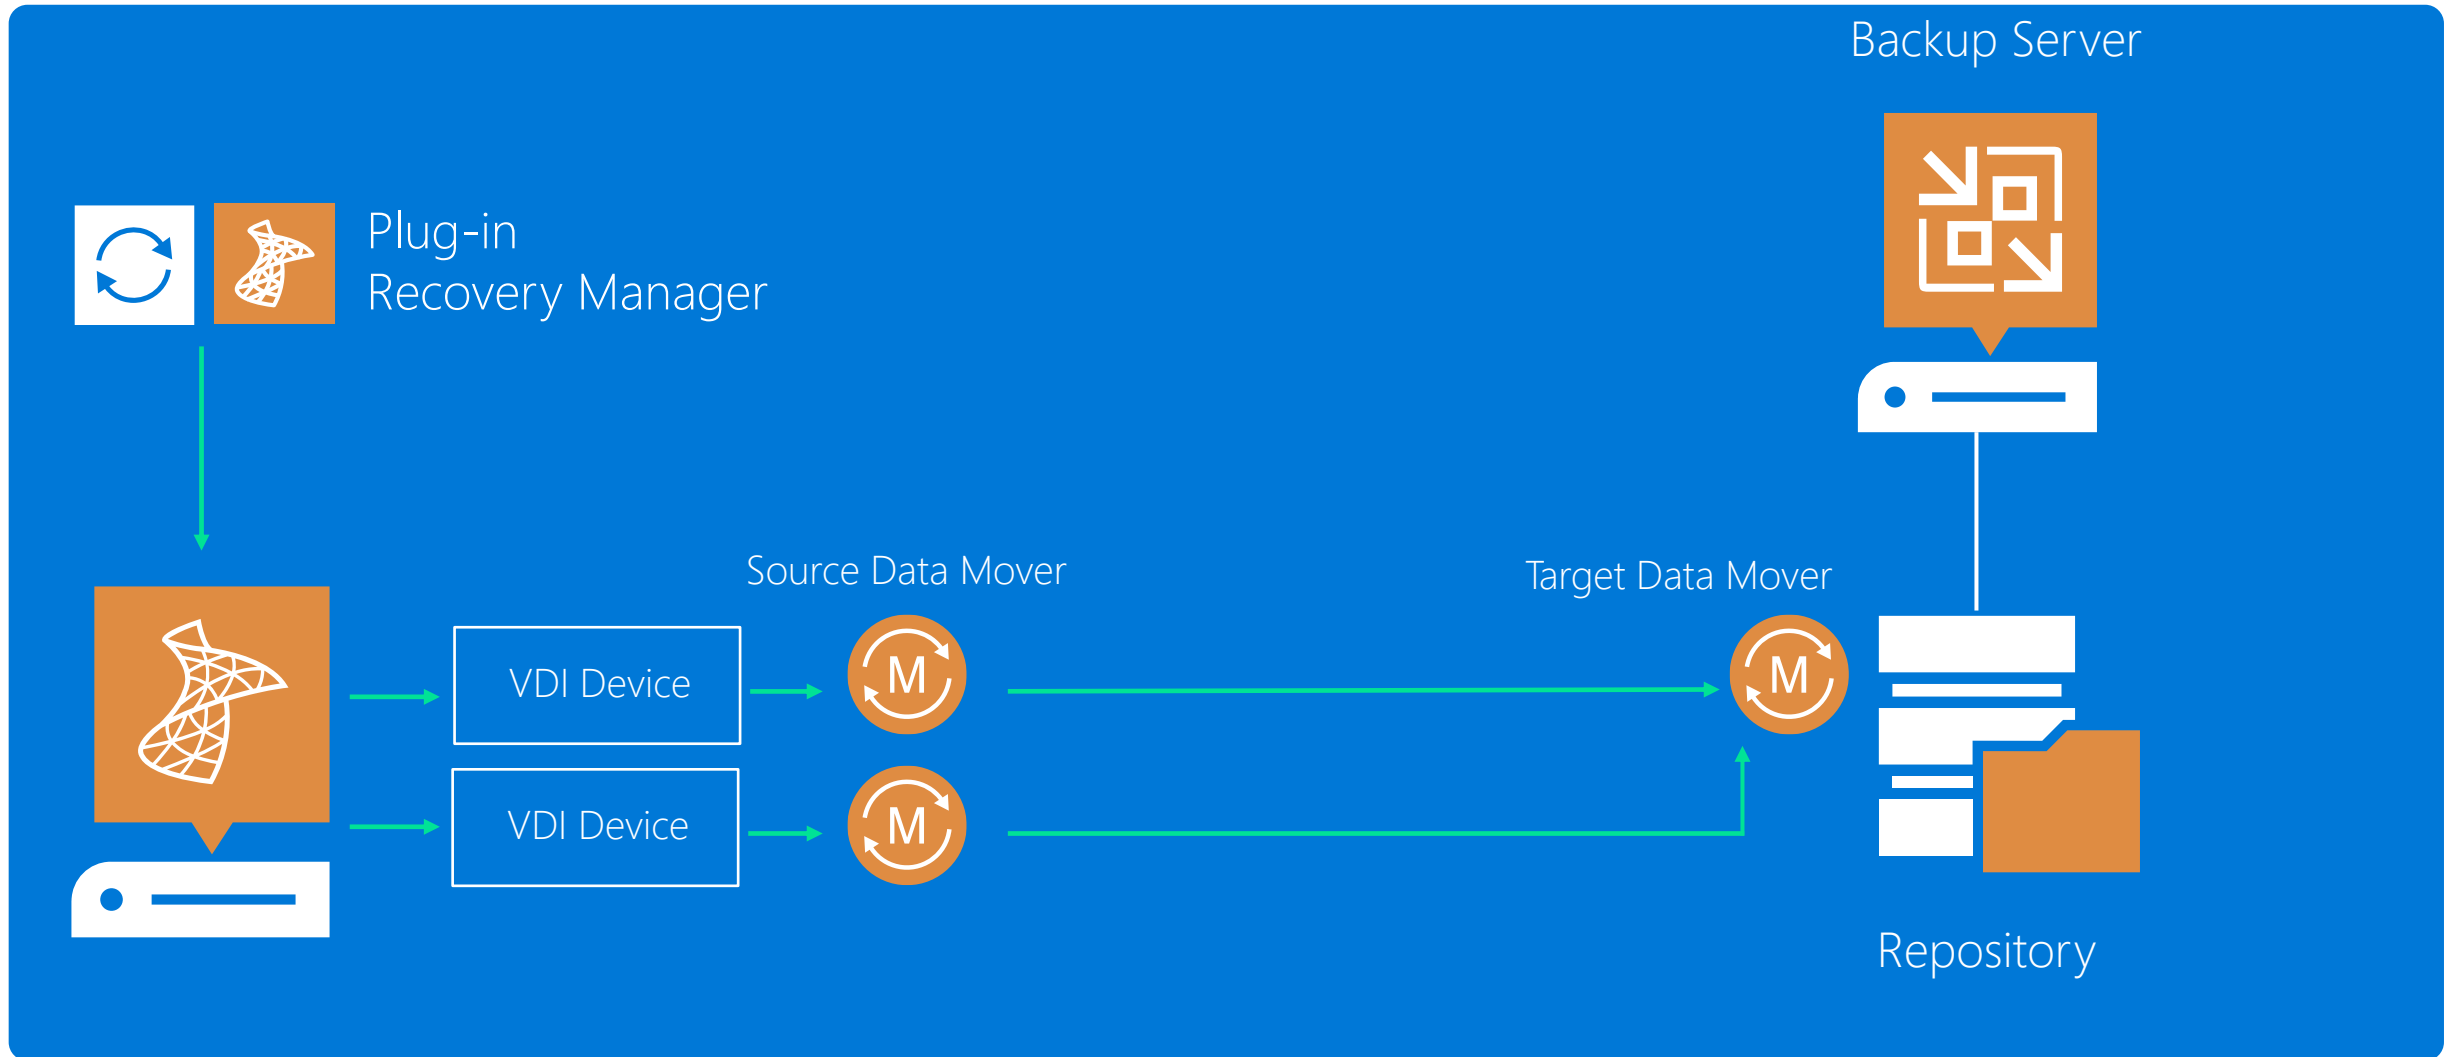 Backup Server
Plug-in
Recovery Manager
Source Data Mover
Target Data Mover
VDI Device
M
M
VDI Device
M
Repository